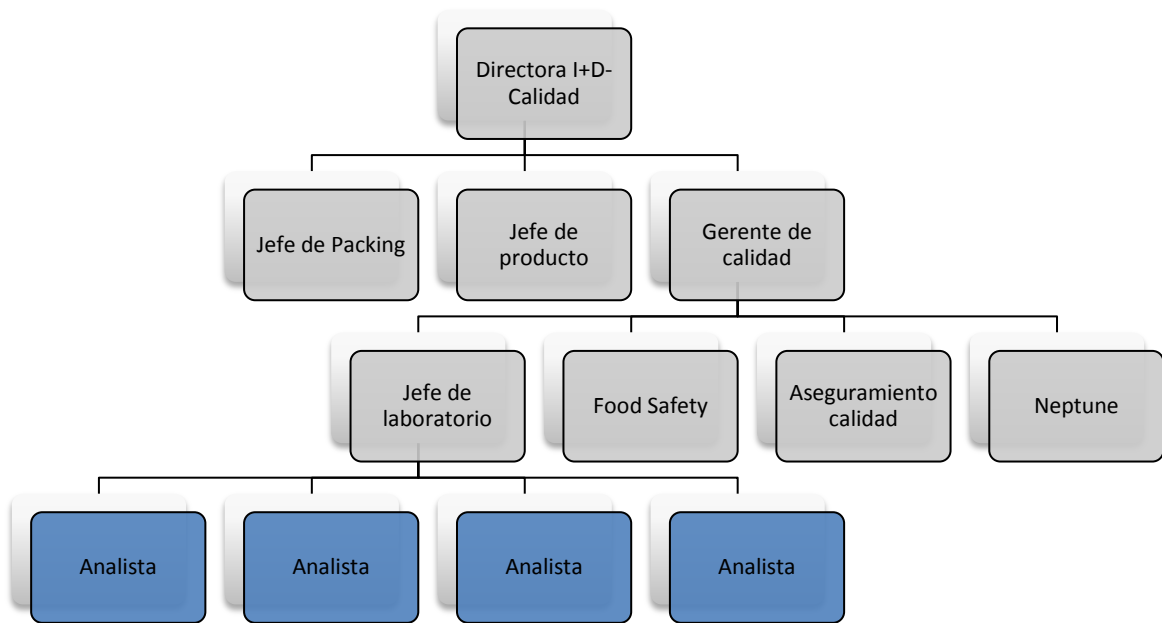 Directora I+D-
Calidad
Jefe de Packing
Jefe de
producto
Gerente de
calidad
Jefe de
laboratorio
Food Safety
Aseguramiento
calidad
Neptune
Analista
Analista
Analista
Analista